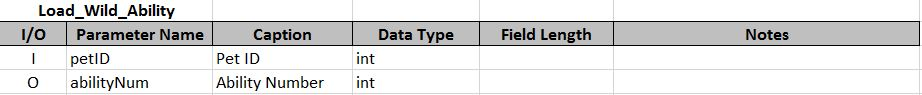 Load_Wild_Ability
I/O Parameter Name Caption Data Type Field Length Notes
I petID Pet ID int
O abilityNum Ability Number int